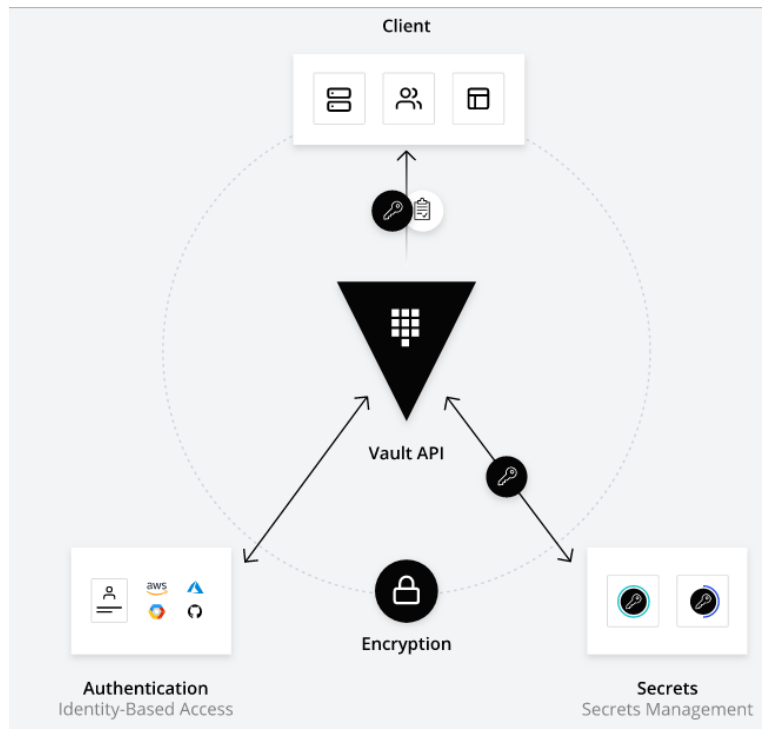 Client
Vault API
aws
Encryption
Authentication
Identity-Based Access
Secrets
Secrets Management